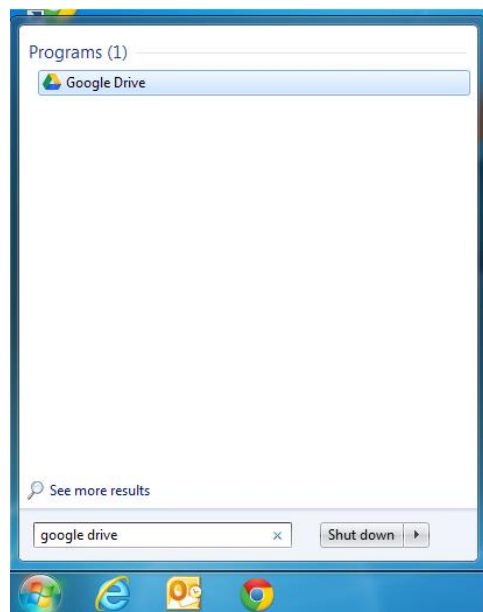 Programs (1)
Google Drive
See more results
google drive
Shut down